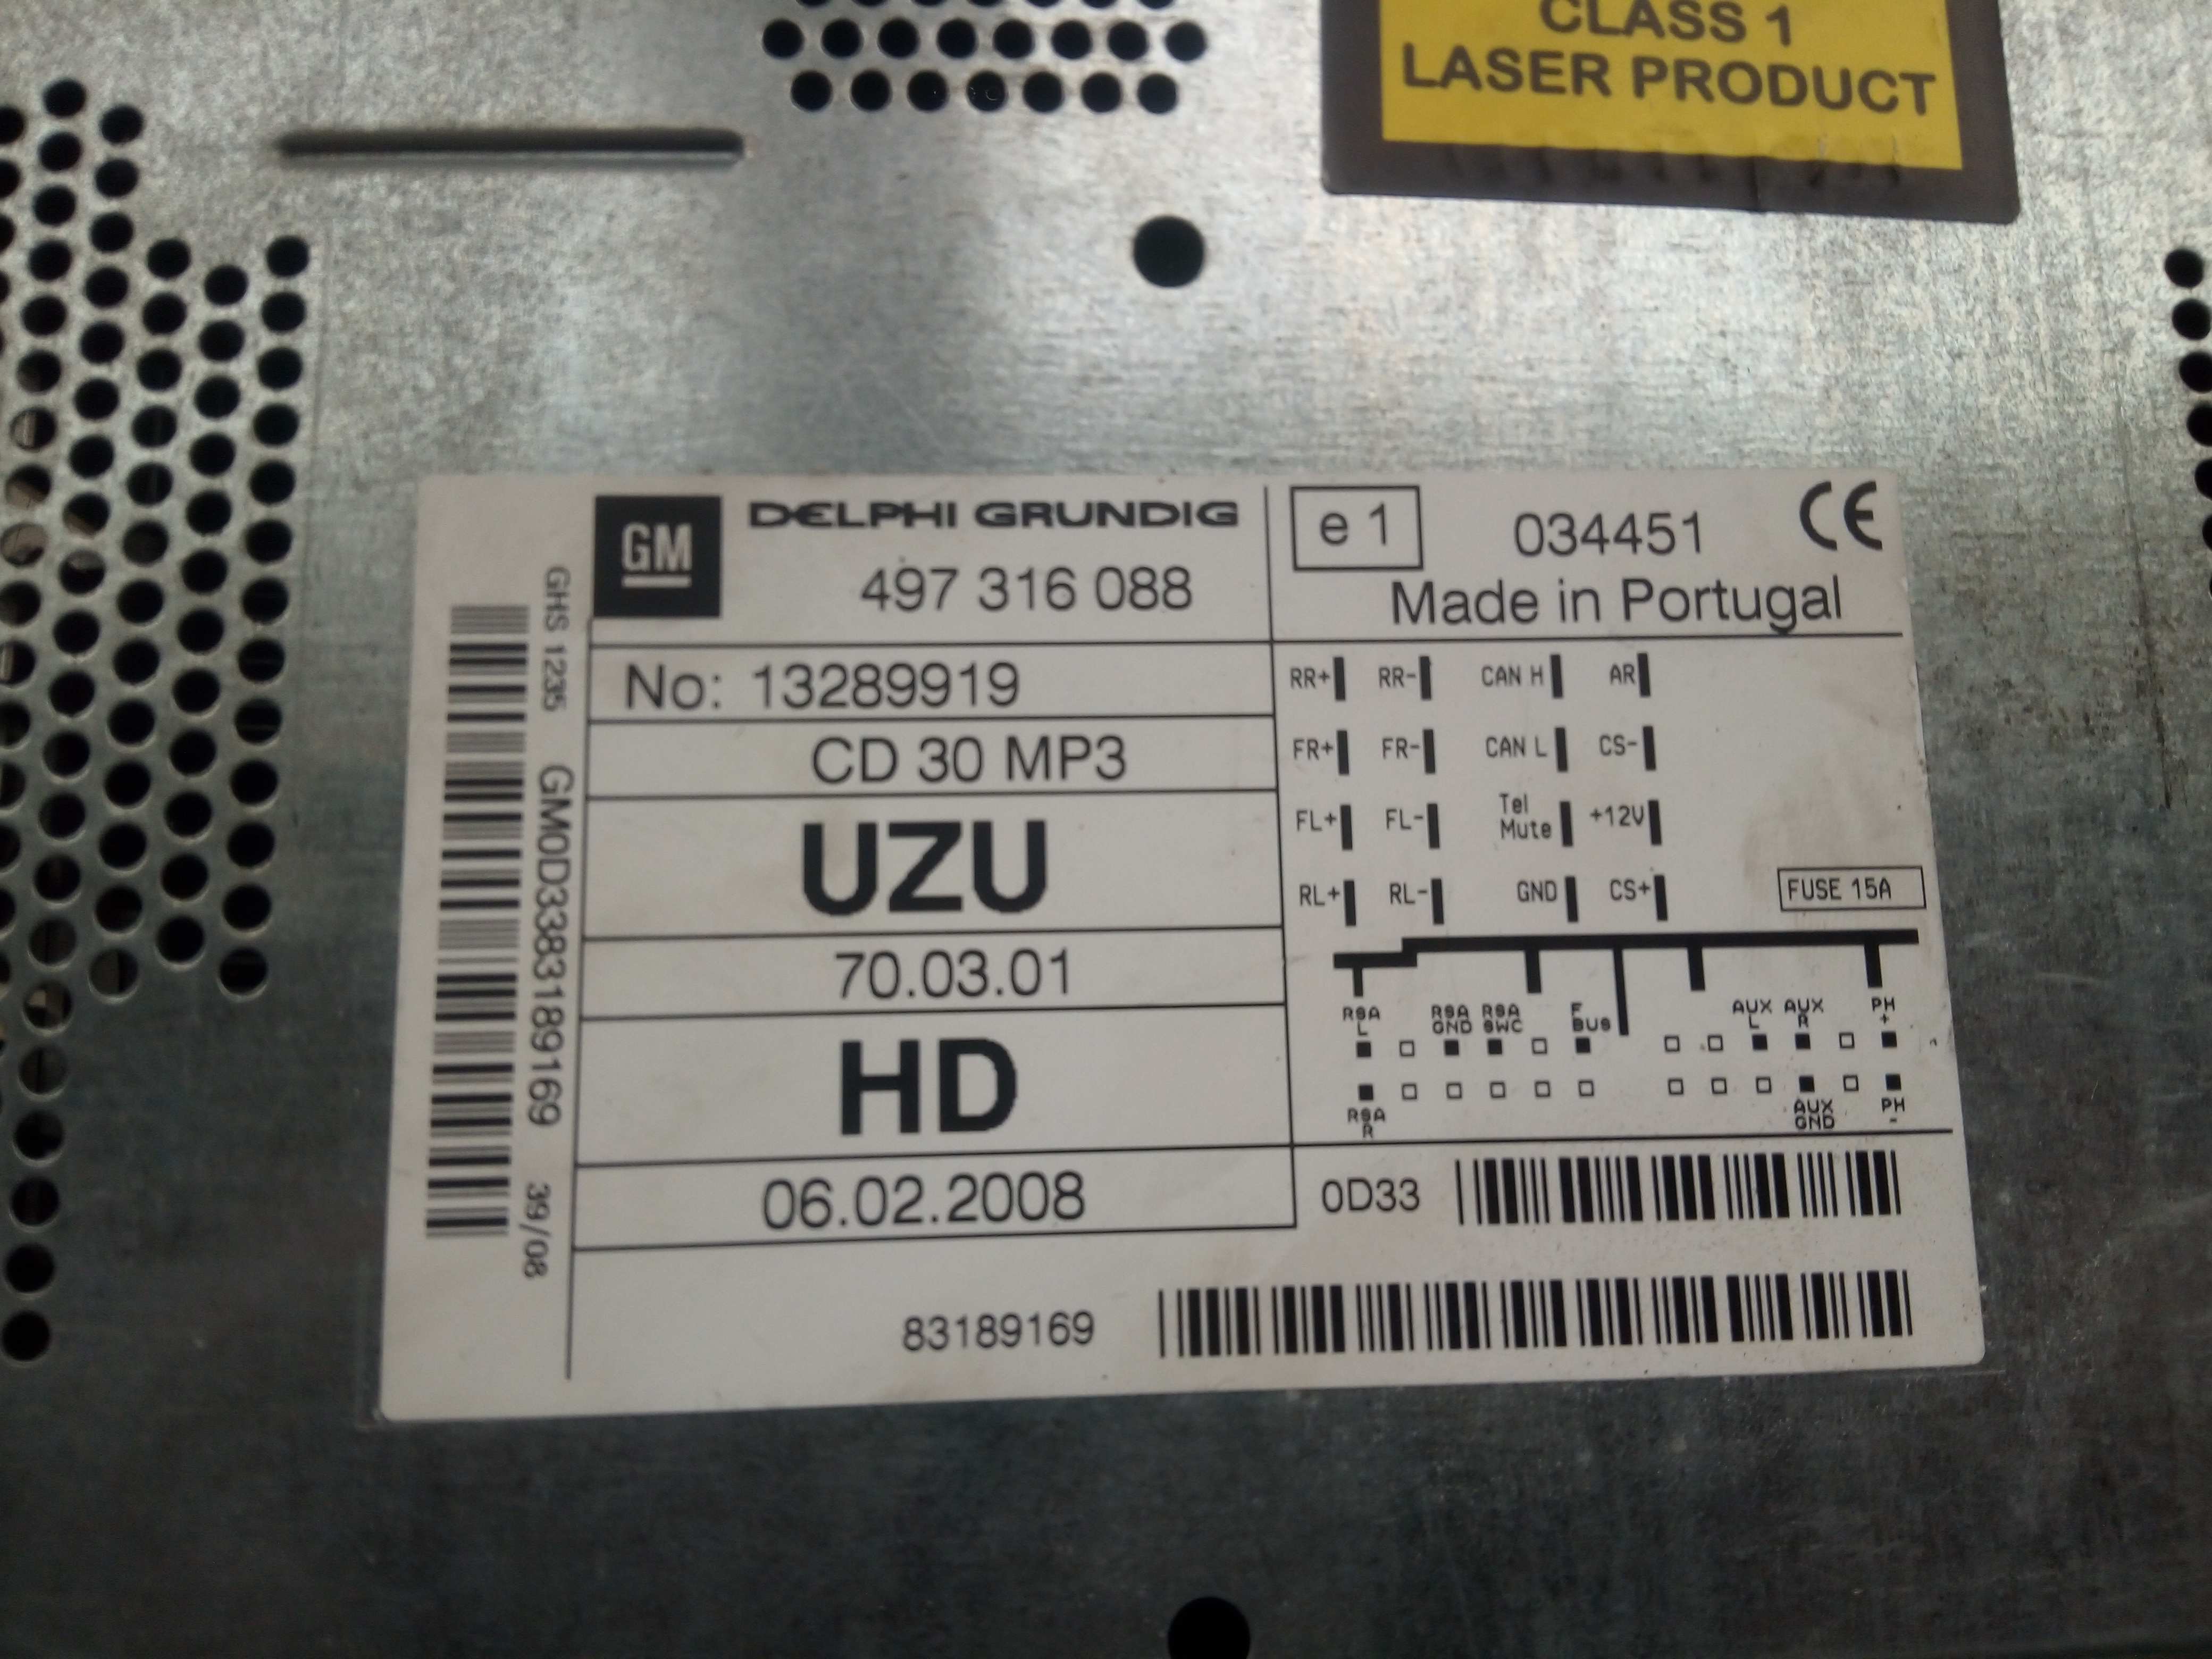 CLASS 1
LASER PRODUCT
GM
DELPHI GRUNDIG
497 316 088
e 1
034451
CE
Made in Portugal
No: 13289919
CD 30 MP3
UZU
70.03.01
HD
06.02.2008
RR+ RR- CAN H AR
FR+ FR- CAN L CS-
FL+ FL- Tel Mute +12V
RL+ RL- GND CS+
FUSE 15A
RSA L RSA GND RSA SWC F BUS AUX L AUX R PH +
RSA R AUX GND PH -
0D33
83189169
GHS 1235 GM0D3383189169 39/08